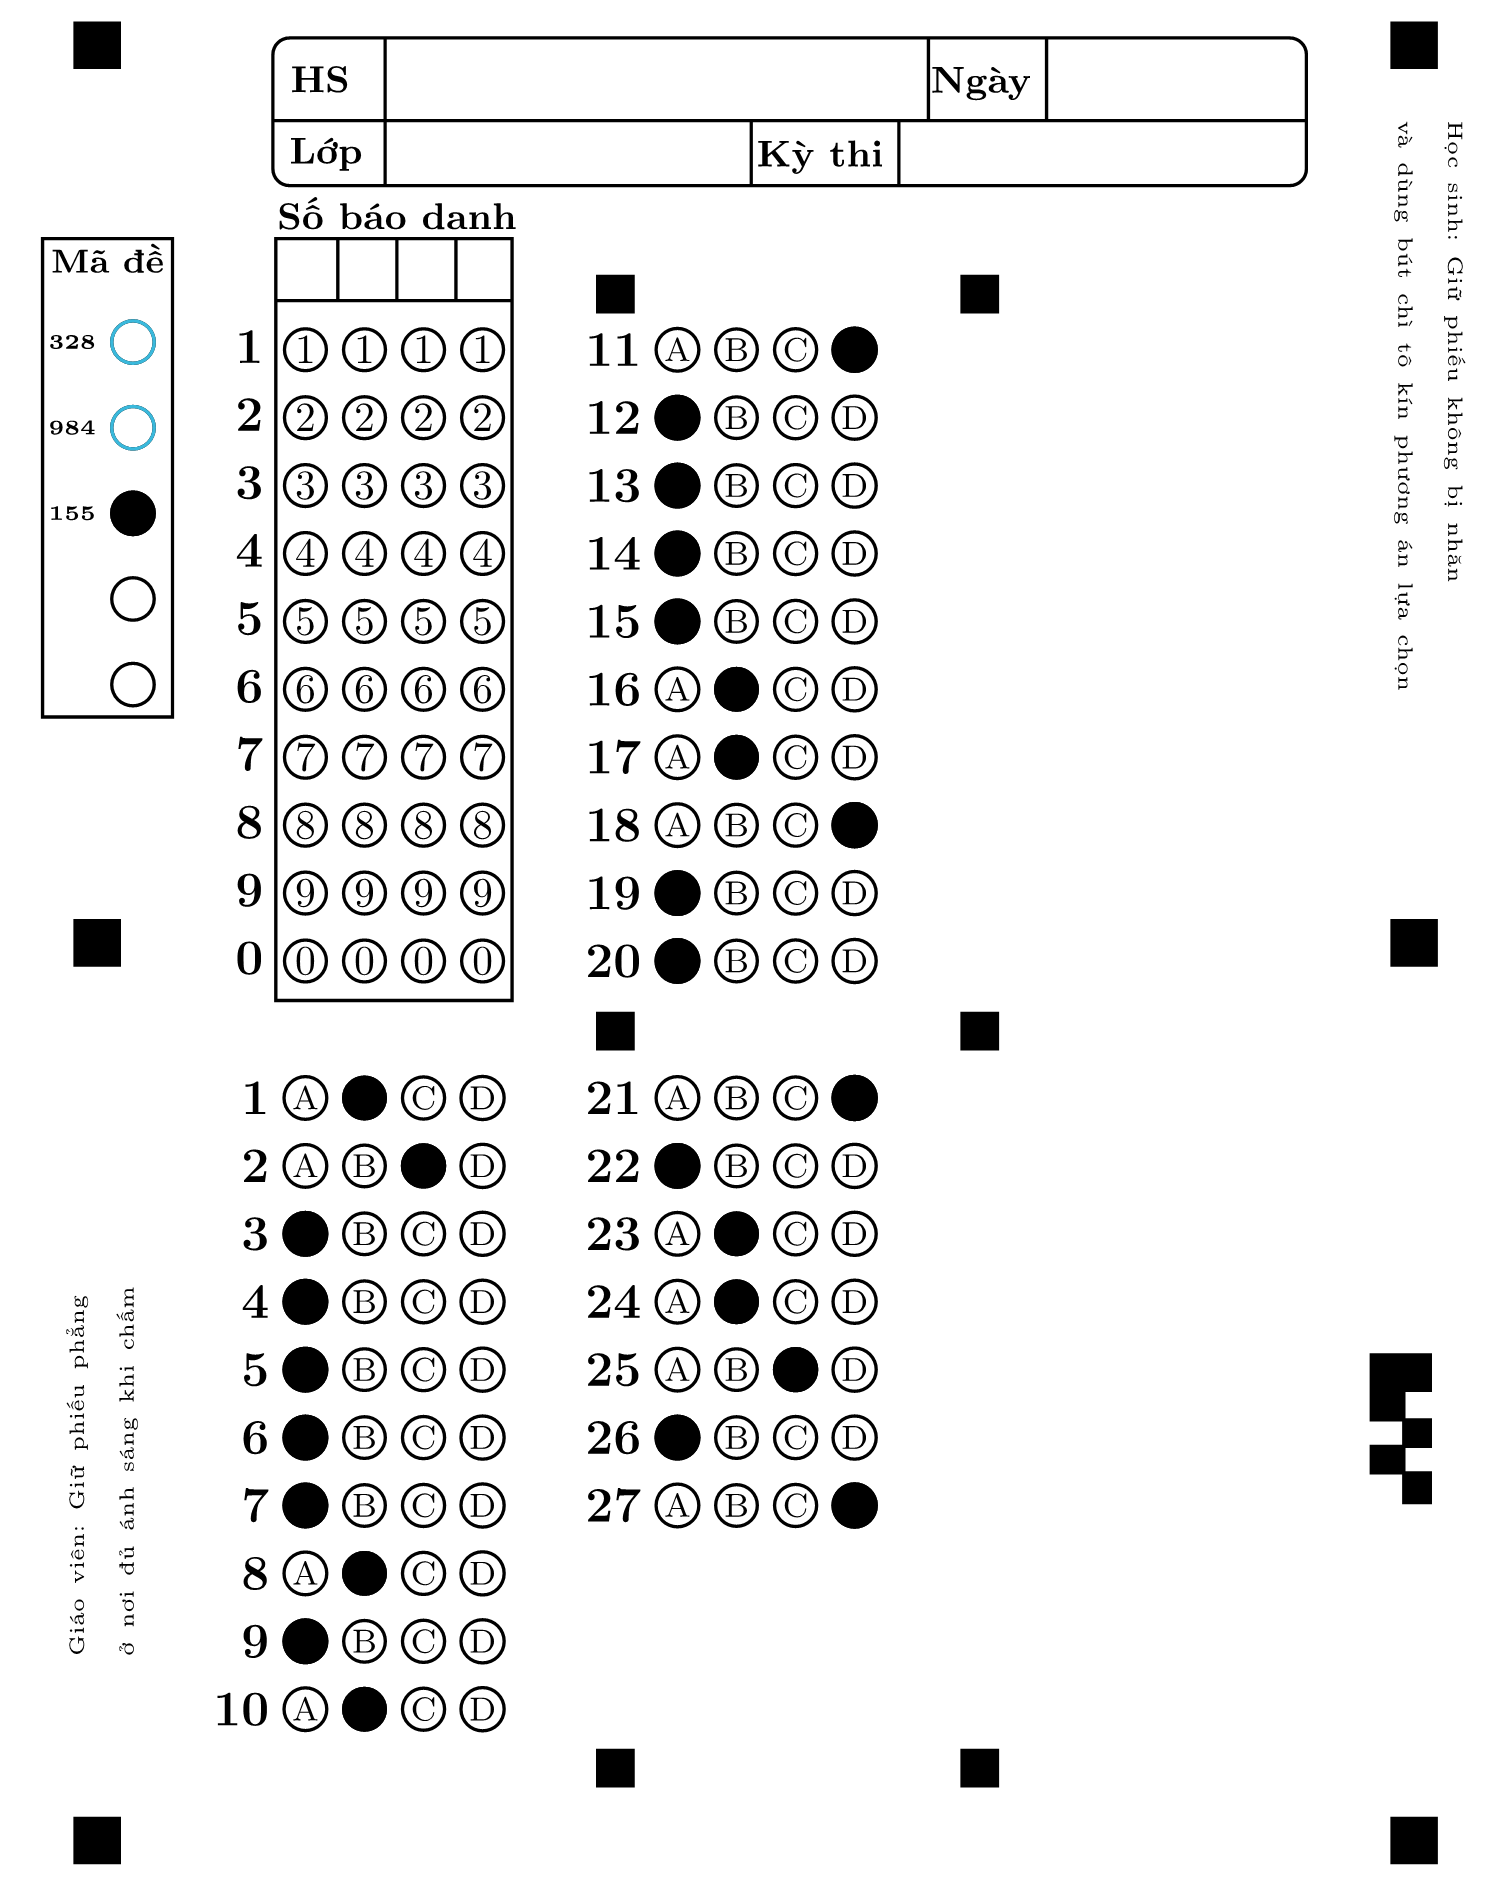 HS Ngày
Lớp Kỳ thi
Số báo danh
Mã đề
328
984
155
1 1 1 1 1
2 2 2 2 2
3 3 3 3 3
4 4 4 4 4
5 5 5 5 5
6 6 6 6 6
7 7 7 7 7
8 8 8 8 8
9 9 9 9 9
0 0 0 0 0
11 A B C
12 B C D
13 B C D
14 B C D
15 B C D
16 A C D
17 A C D
18 A B C
19 B C D
20 B C D
1 A C D
2 A B D
3 B C D
4 B C D
5 B C D
6 B C D
7 B C D
8 A C D
9 B C D
10 A C D
21 A B C
22 B C D
23 A C D
24 A C D
25 A B D
26 B C D
27 A B C
Học sinh: Giữ phiếu không bị nhăn
và dùng bút chì tô kín phương án lựa chọn
Giáo viên: Giữ phiếu phẳng
ở nơi đủ ánh sáng khi chấm